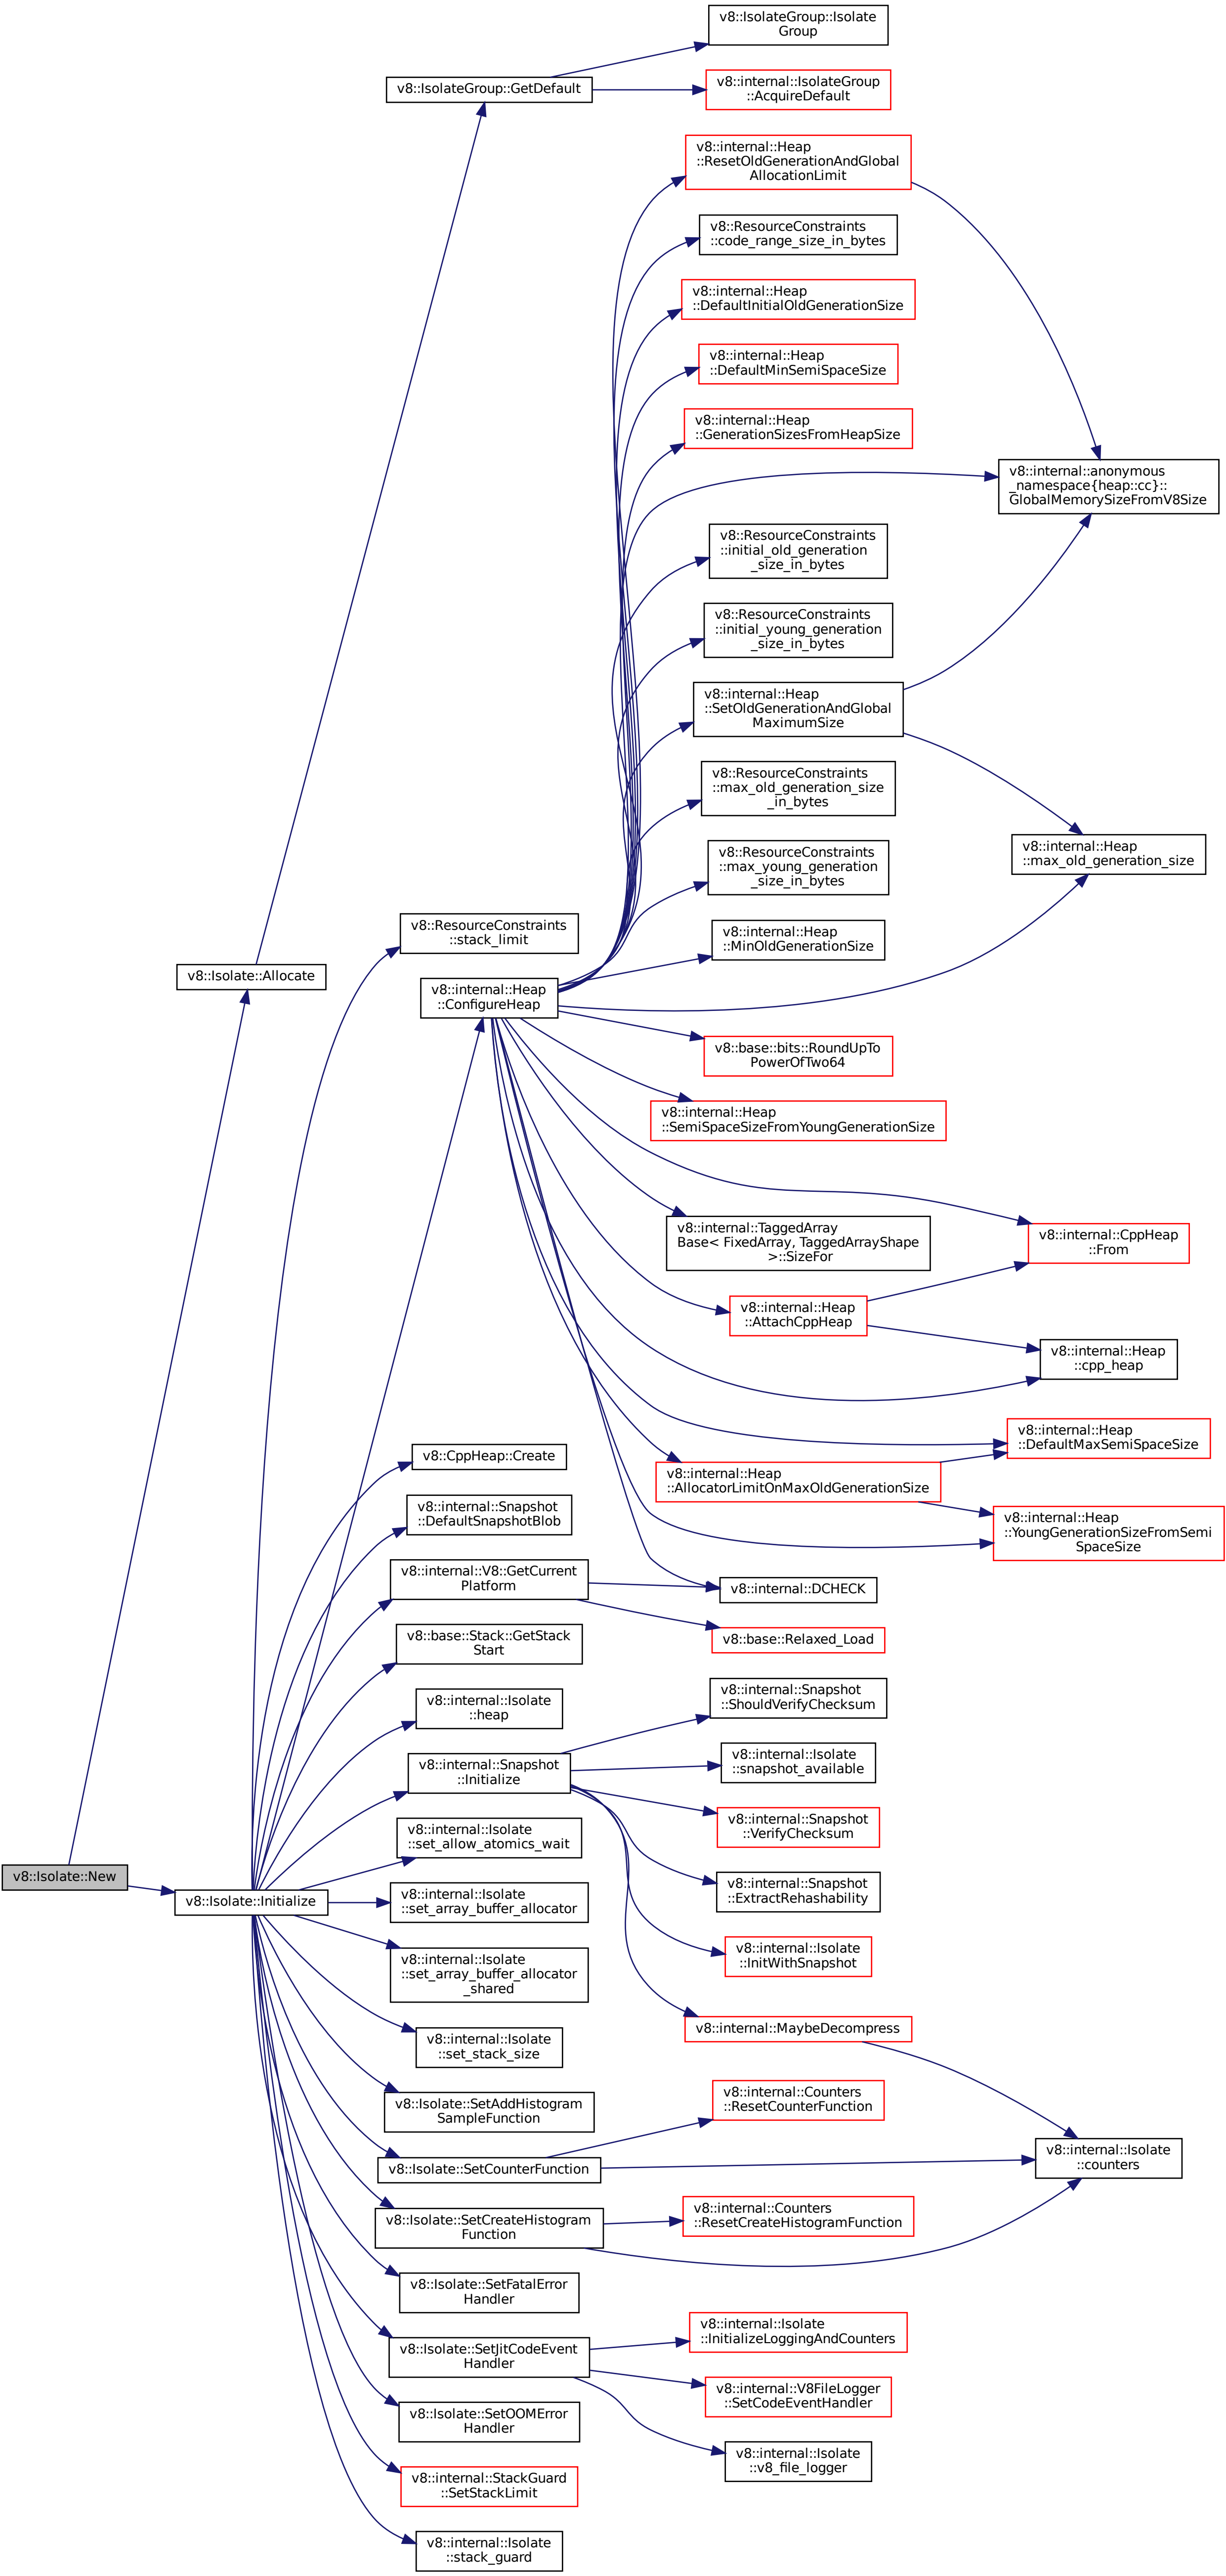 v8::IsolateGroup::Isolate
Group
v8::IsolateGroup::GetDefault
v8::internal::IsolateGroup
::AcquireDefault
v8::internal::Heap
::ResetOldGenerationAndGlobal
AllocationLimit
v8::ResourceConstraints
::code_range_size_in_bytes
v8::internal::Heap
::DefaultInitialOldGenerationSize
v8::internal::Heap
::DefaultMinSemiSpaceSize
v8::internal::Heap
::GenerationSizesFromHeapSize
v8::internal::anonymous
_namespace{heap::cc}::
GlobalMemorySizeFromV8Size
v8::ResourceConstraints
::initial_old_generation
_size_in_bytes
v8::ResourceConstraints
::initial_young_generation
_size_in_bytes
v8::internal::Heap
::SetOldGenerationAndGlobal
MaximumSize
v8::ResourceConstraints
::max_old_generation_size
_in_bytes
v8::internal::Heap
::max_old_generation_size
v8::ResourceConstraints
::max_young_generation
_size_in_bytes
v8::ResourceConstraints
::stack_limit
v8::internal::Heap
::MinOldGenerationSize
v8::Isolate::Allocate
v8::internal::Heap
::ConfigureHeap
v8::base::bits::RoundUpTo
PowerOfTwo64
v8::internal::Heap
::SemiSpaceSizeFromYoungGenerationSize
v8::internal::TaggedArray
Base< FixedArray, TaggedArrayShape
>::SizeFor
v8::internal::CppHeap
::From
v8::internal::Heap
::AttachCppHeap
v8::internal::Heap
::cpp_heap
v8::internal::Heap
::DefaultMaxSemiSpaceSize
v8::CppHeap::Create
v8::internal::Heap
::AllocatorLimitOnMaxOldGenerationSize
v8::internal::Snapshot
::DefaultSnapshotBlob
v8::internal::Heap
::YoungGenerationSizeFromSemi
SpaceSize
v8::internal::V8::GetCurrent
Platform
v8::internal::DCHECK
v8::base::Stack::GetStack
Start
v8::base::Relaxed_Load
v8::internal::Isolate
::heap
v8::internal::Snapshot
::ShouldVerifyChecksum
v8::internal::Snapshot
::Initialize
v8::internal::Isolate
::snapshot_available
v8::internal::Isolate
::set_allow_atomics_wait
v8::internal::Snapshot
::VerifyChecksum
v8::Isolate::New
v8::Isolate::Initialize
v8::internal::Isolate
::set_array_buffer_allocator
v8::internal::Snapshot
::ExtractRehashability
v8::internal::Isolate
::set_array_buffer_allocator
_shared
v8::internal::Isolate
::InitWithSnapshot
v8::internal::Isolate
::set_stack_size
v8::internal::MaybeDecompress
v8::Isolate::SetAddHistogram
SampleFunction
v8::internal::Counters
::ResetCounterFunction
v8::Isolate::SetCounterFunction
v8::internal::Isolate
::counters
v8::Isolate::SetCreateHistogram
Function
v8::internal::Counters
::ResetCreateHistogramFunction
v8::Isolate::SetFatalError
Handler
v8::internal::Isolate
::InitializeLoggingAndCounters
v8::Isolate::SetJitCodeEvent
Handler
v8::internal::V8FileLogger
::SetCodeEventHandler
v8::Isolate::SetOOMError
Handler
v8::internal::Isolate
::v8_file_logger
v8::internal::StackGuard
::SetStackLimit
v8::internal::Isolate
::stack_guard